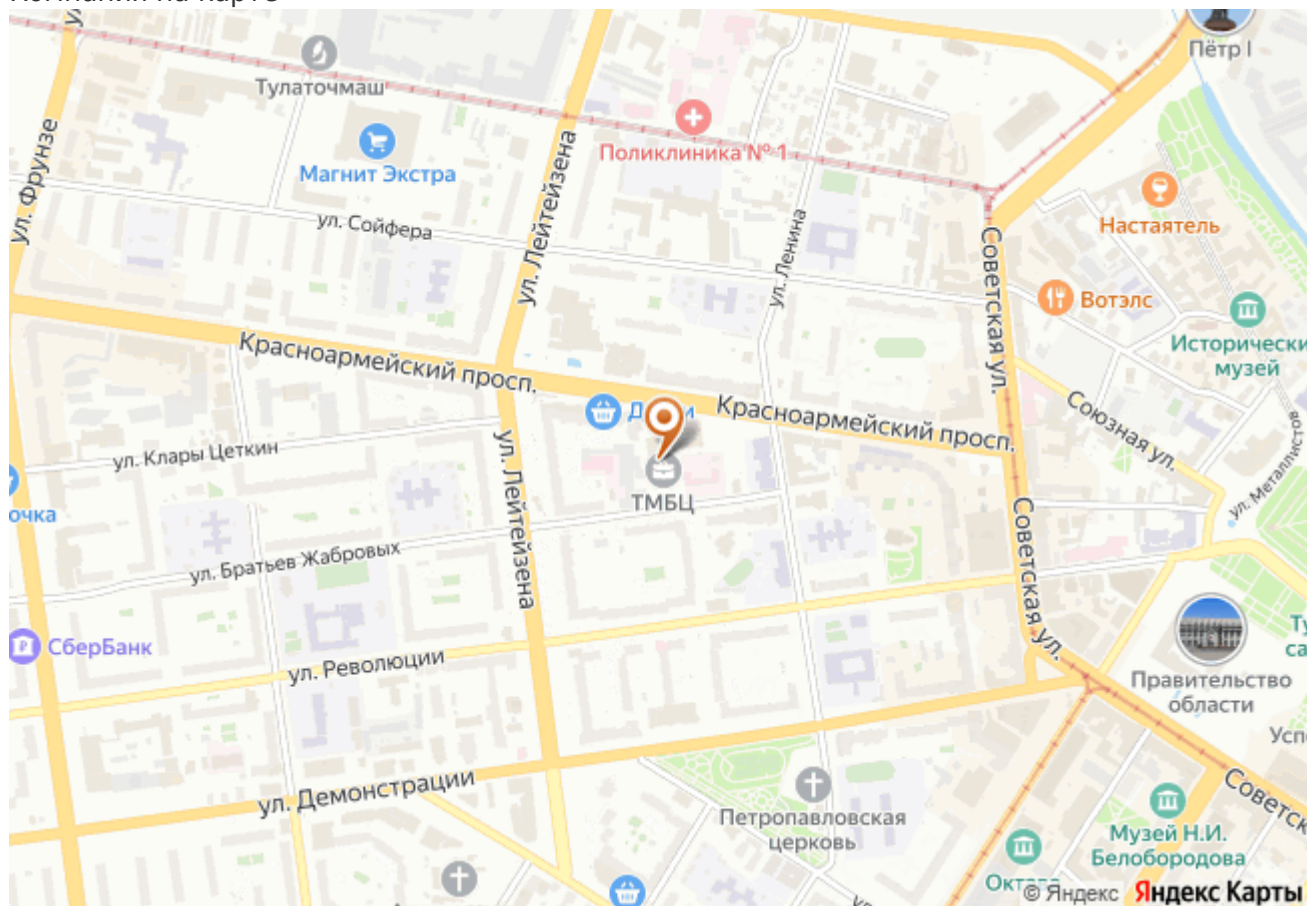 Пётр I
Тулаточмаш
ул. Фрунзе
Магнит Экстра
Поликлиника № 1
ул. Лейтейзена
ул. Сойфера
ул. Ленина
Настаятель
Советская ул.
Вотэлс
Исторически
музей
Красноармейский просп.
Красноармейский просп.
Союзная ул.
ул. Металлистов
ул. Клары Цеткин
ул. Лейтейзена
ТМБЦ
очка
ул. Братьев Жабровых
Советская ул.
СберБанк
ул. Революции
Правительство
области
ул. Демонстрации
Петропавловская
церковь
Музей Н.И.
Белобородова
© Яндекс Яндекс Карты